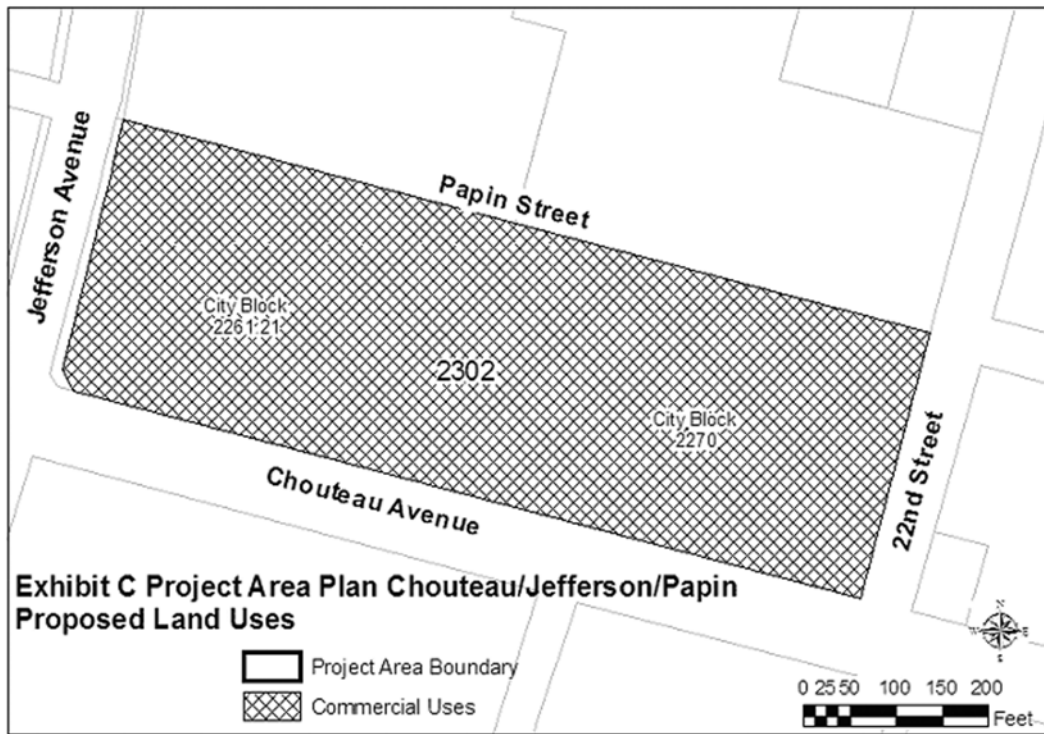 Jefferson Avenue
Papin Street
City Block
2261.21
2302
City Block
2270
22nd Street
Chouteau Avenue
Exhibit C Project Area Plan Chouteau/Jefferson/Papin
Proposed Land Uses
Project Area Boundary
Commercial Uses
N
W E
S
0 25 50 100 150 200
Feet